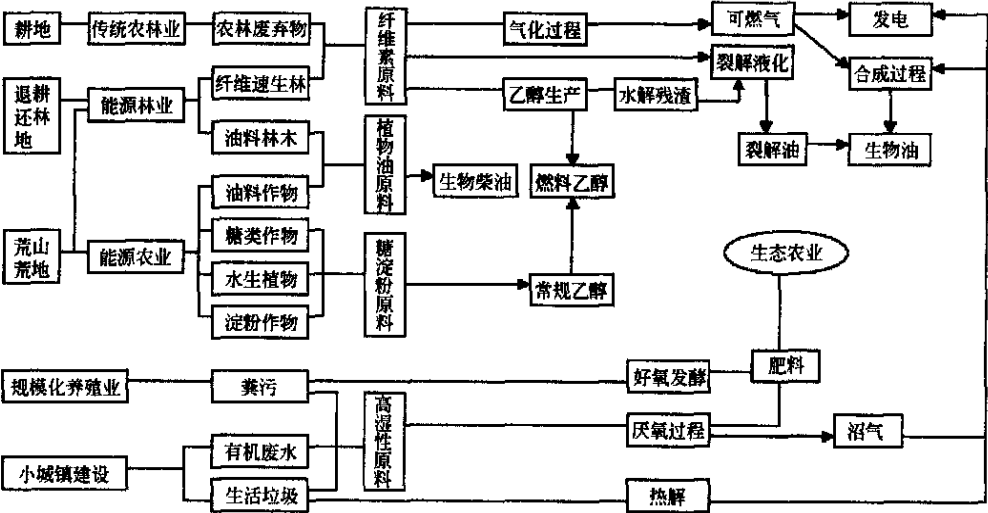 耕地
传统农林业
农林废弃物
纤维素原料
气化过程
可燃气
发电
退耕
还林
地
能源林业
纤维速生林
裂解液化
合成过程
乙醇生产
水解残渣
油料林木
植物油原料
裂解油
生物油
油料作物
生物柴油
燃料乙醇
荒山
荒地
能源农业
糖类作物
水生植物
淀粉作物
糖淀粉原料
常规乙醇
生态农业
规模化养殖业
粪污
好氧发酵
肥料
高湿性原料
厌氧过程
沼气
小城镇建设
有机废水
生活垃圾
热解